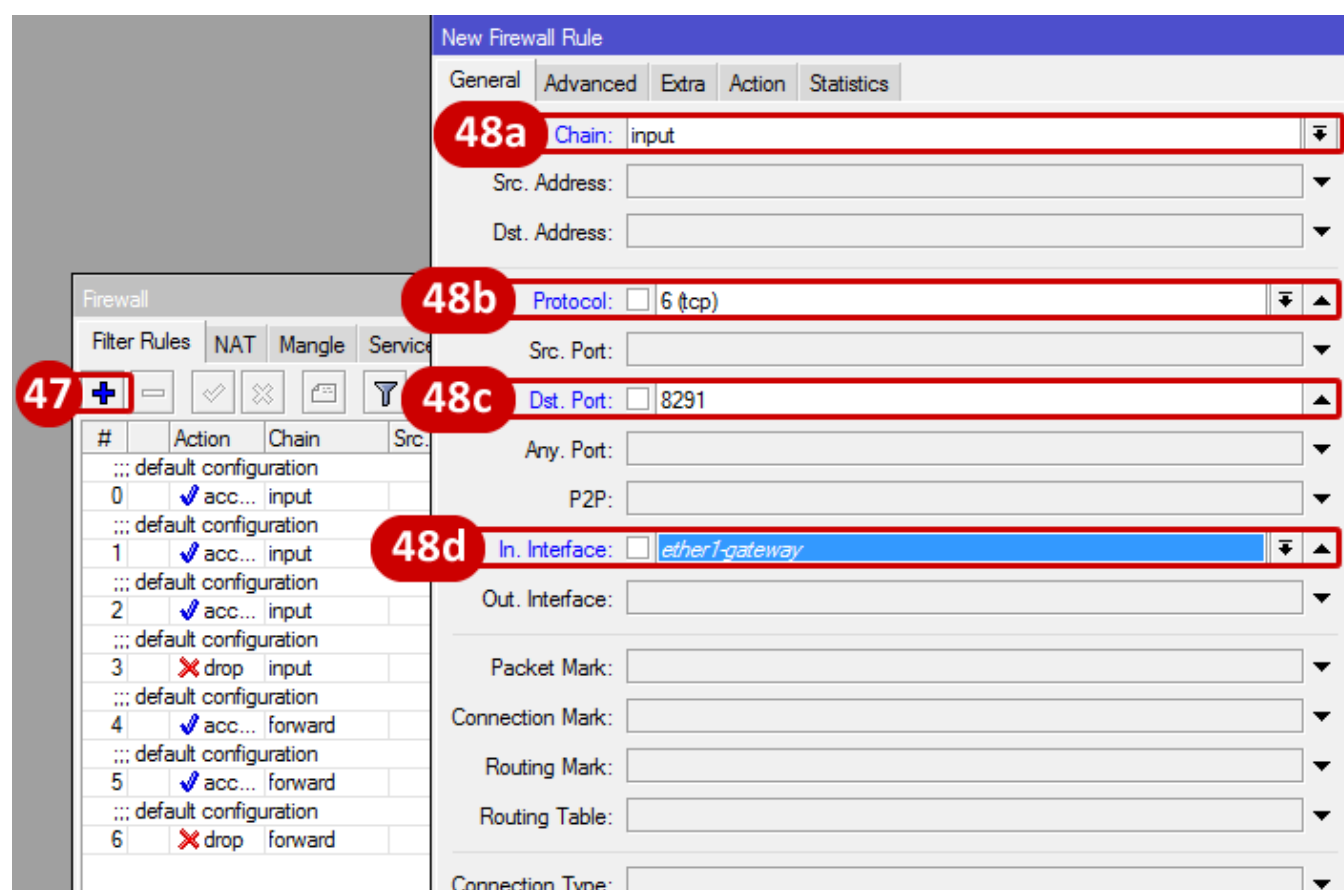 New Firewall Rule
General Advanced Extra Action Statistics
48a Chain: input
Src. Address:
Dst. Address:
48b Protocol: 6 (tcp)
Src. Port:
48c Dst. Port: 8291
Any. Port:
P2P:
48d In. Interface: ether1-gateway
Out. Interface:
Packet Mark:
Connection Mark:
Routing Mark:
Routing Table:
Connection Type:
Firewall
Filter Rules NAT Mangle Service
47
# Action Chain Src.
;;; default configuration
0 acc... input
;;; default configuration
1 acc... input
;;; default configuration
2 acc... input
;;; default configuration
3 drop input
;;; default configuration
4 acc... forward
;;; default configuration
5 acc... forward
;;; default configuration
6 drop forward